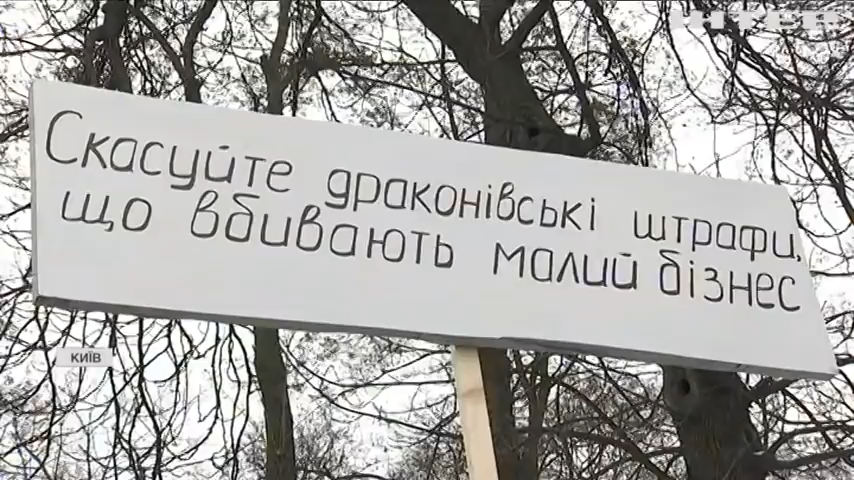 ІНТЕР
Скасуйте драконівські штрафи,
що вбивають малий бізнес
КИЇВ